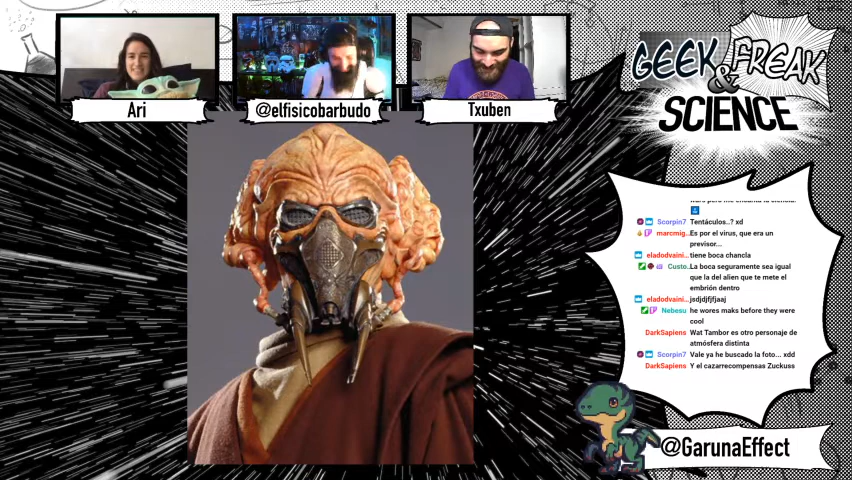 GEEK & FREAK
SCIENCE
Ari
@elfisicobarbudo
Txuben
Scorpin7 Tentáculos..? xd
marcmig.. Es por el virus, que era un
previsor...
eladodvaini.. tiene boca chancla
Custo.. La boca seguramente sea igual
que la del alien que te mete el
embrión dentro
eladodvaini.. jsdjdjfjfjaaj
Nebesu he wores maks before they were
cool
DarkSapiens Wat Tambor es otro personaje de
atmósfera distinta
Scorpin7 Vale ya he buscado la foto... xdd
DarkSapiens Y el cazarrecompensas Zuckuss
@GarunaEffect